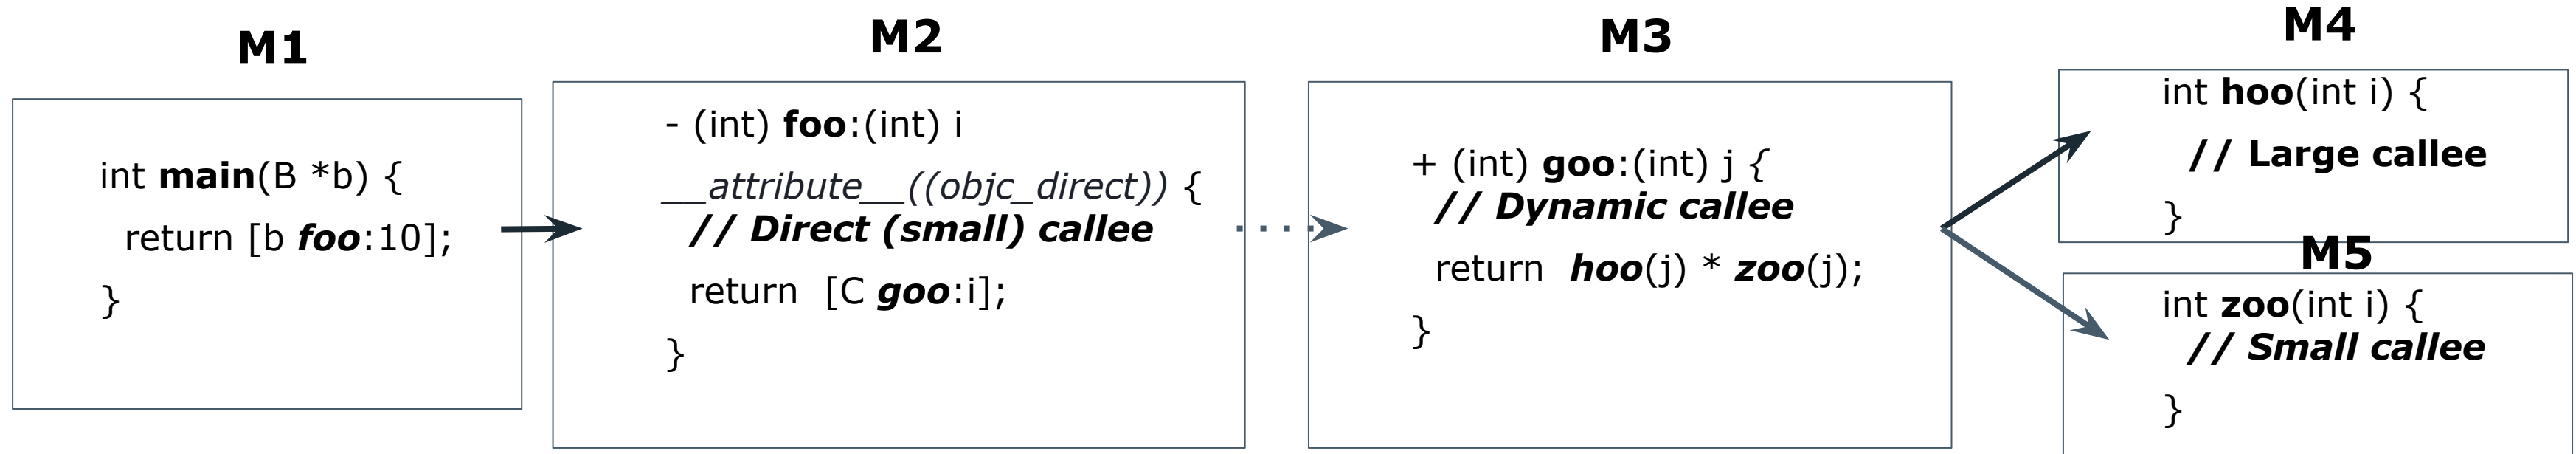 M1
int main(B *b) {
return [b foo:10];
}
M2
- (int) foo:(int) i
__attribute__((objc_direct)) {
// Direct (small) callee
return [C goo:i];
}
M3
+ (int) goo:(int) j {
// Dynamic callee
return hoo(j) * zoo(j);
}
M4
int hoo(int i) {
// Large callee
}
M5
int zoo(int i) {
// Small callee
}